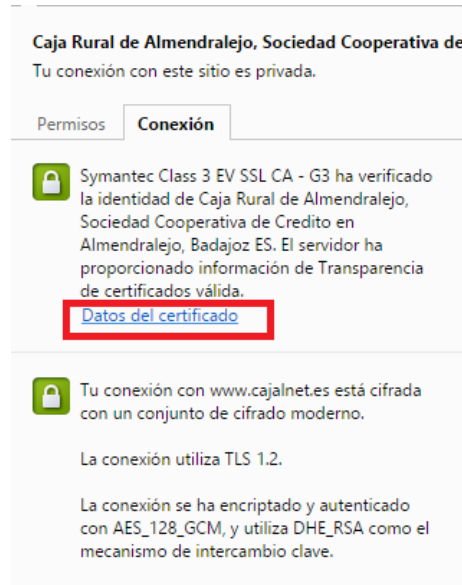 Caja Rural de Almendralejo, Sociedad Cooperativa de
Tu conexión con este sitio es privada.
Permisos Conexión
Symantec Class 3 EV SSL CA - G3 ha verificado
la identidad de Caja Rural de Almendralejo,
Sociedad Cooperativa de Credito en
Almendralejo, Badajoz ES. El servidor ha
proporcionado información de Transparencia
de certificados válida.
Datos del certificado
Tu conexión con www.cajalnet.es está cifrada
con un conjunto de cifrado moderno.
La conexión utiliza TLS 1.2.
La conexión se ha encriptado y autenticado
con AES_128_GCM, y utiliza DHE_RSA como el
mecanismo de intercambio clave.